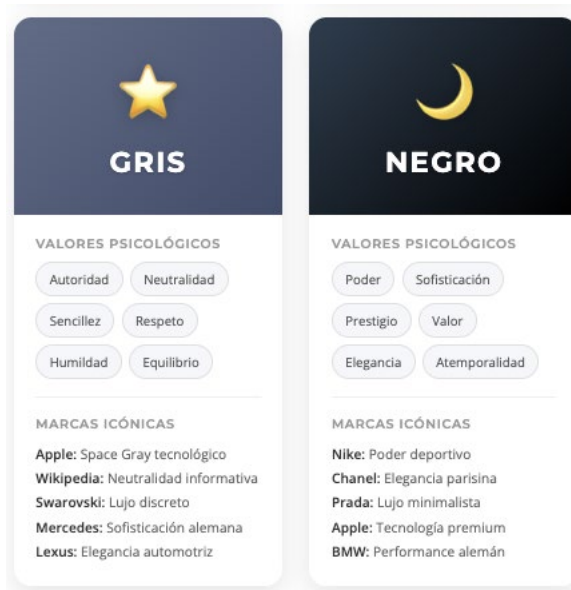 GRIS
VALORES PSICOLÓGICOS
Autoridad
Neutralidad
Sencillez
Respeto
Humildad
Equilibrio
MARCAS ICÓNICAS
Apple: Space Gray tecnológico
Wikipedia: Neutralidad informativa
Swarovski: Lujo discreto
Mercedes: Sofisticación alemana
Lexus: Elegancia automotriz
NEGRO
VALORES PSICOLÓGICOS
Poder
Sofisticación
Prestigio
Valor
Elegancia
Atemporalidad
MARCAS ICÓNICAS
Nike: Poder deportivo
Chanel: Elegancia parisina
Prada: Lujo minimalista
Apple: Tecnología premium
BMW: Performance alemán